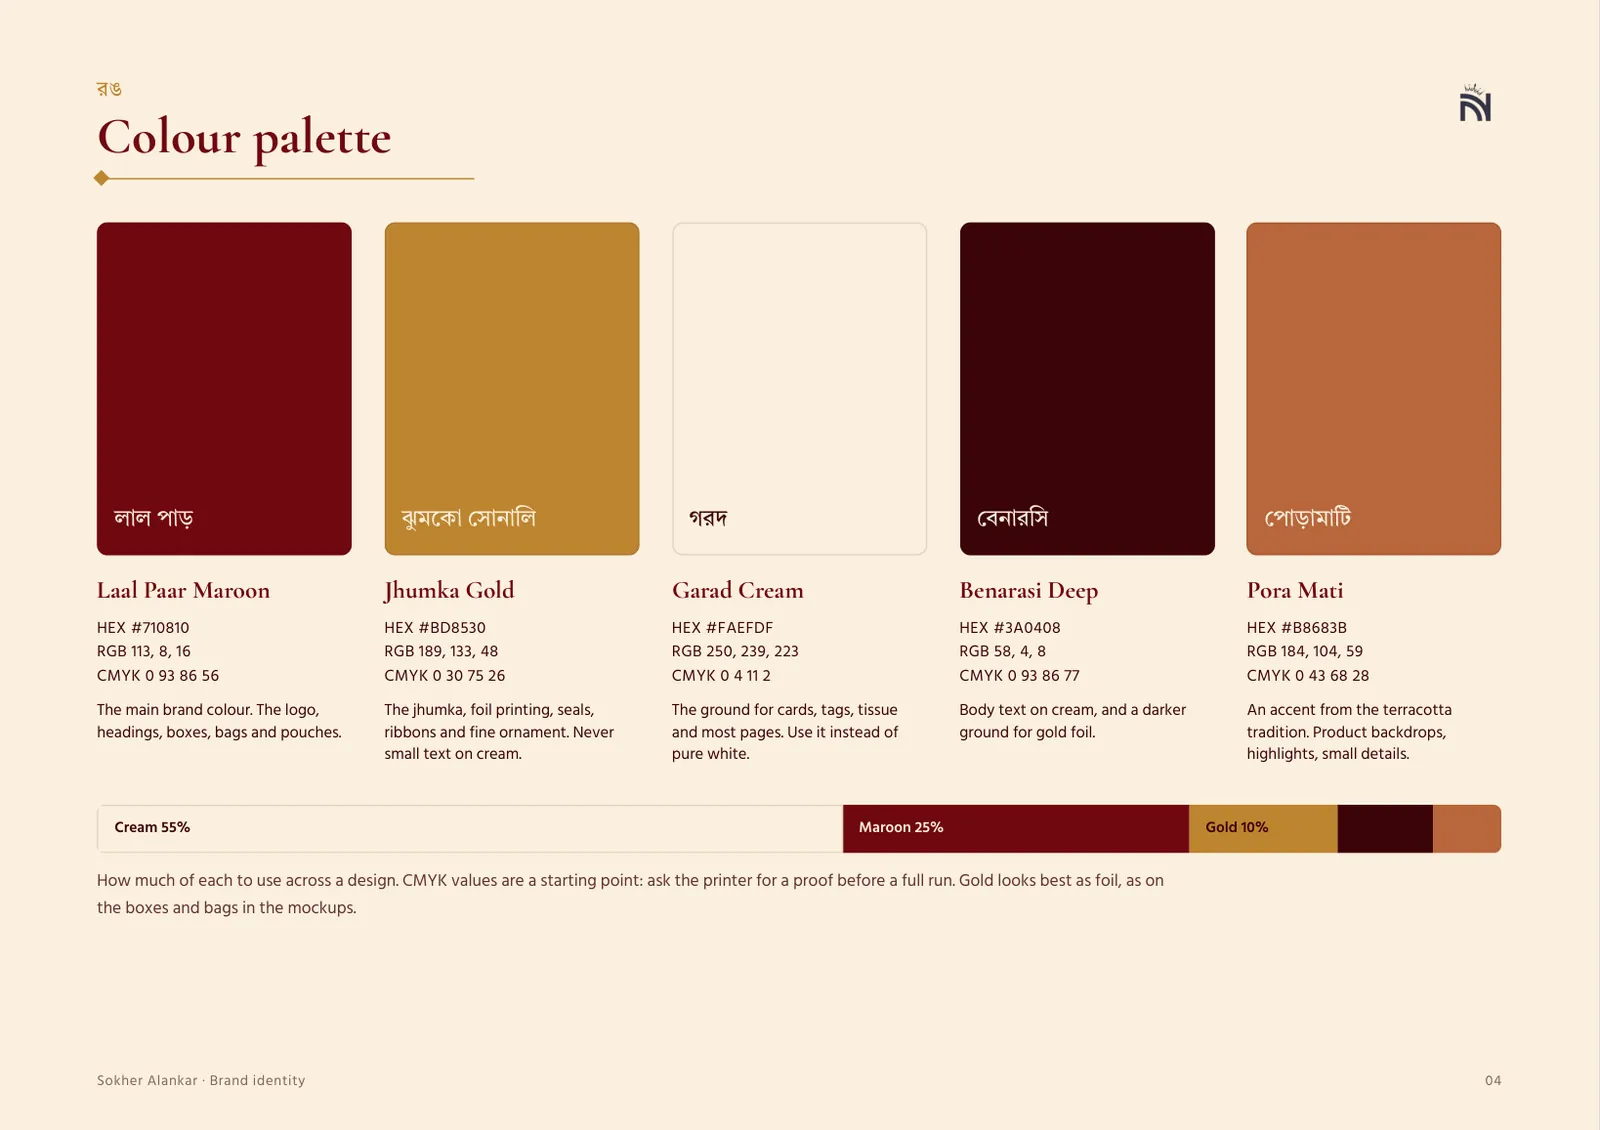 রঙ
Colour palette
লাল পাড়
ঝুমকো সোনালি
গরদ
বেনারসি
পোড়ামাটি
Laal Paar Maroon
HEX #710810
RGB 113, 8, 16
CMYK 0 93 86 56
The main brand colour. The logo,
headings, boxes, bags and pouches.
Jhumka Gold
HEX #BD8530
RGB 189, 133, 48
CMYK 0 30 75 26
The jhumka, foil printing, seals,
ribbons and fine ornament. Never
small text on cream.
Garad Cream
HEX #FAEFDF
RGB 250, 239, 223
CMYK 0 4 11 2
The ground for cards, tags, tissue
and most pages. Use it instead of
pure white.
Benarasi Deep
HEX #3A0408
RGB 58, 4, 8
CMYK 0 93 86 77
Body text on cream, and a darker
ground for gold foil.
Pora Mati
HEX #B8683B
RGB 184, 104, 59
CMYK 0 43 68 28
An accent from the terracotta
tradition. Product backdrops,
highlights, small details.
Cream 55%
Maroon 25%
Gold 10%
How much of each to use across a design. CMYK values are a starting point: ask the printer for a proof before a full run. Gold looks best as foil, as on
the boxes and bags in the mockups.
Sokher Alankar · Brand identity
04